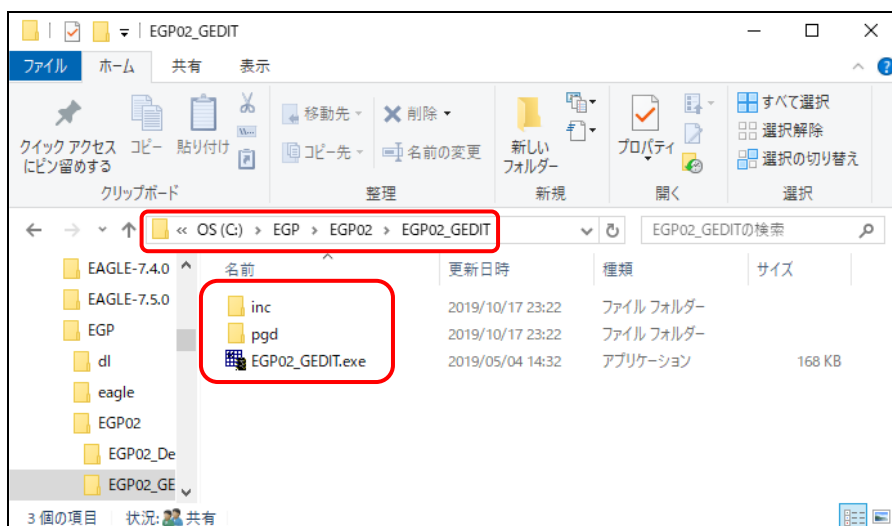 EGP02_GEDIT
ファイル ホーム 共有 表示
クイック アクセス
にピン留めする
コピー
貼り付け
クリップボード
移動先
コピー先
削除
名前の変更
整理
新しい
フォルダー
新規
プロパティ
開く
すべて選択
選択解除
選択の切り替え
選択
« OS (C:) > EGP > EGP02 > EGP02_GEDIT
EGP02_GEDITの検索
EAGLE-7.4.0
EAGLE-7.5.0
EGP
dl
eagle
EGP02
EGP02_De
EGP02_GE
名前 更新日時 種類 サイズ
inc 2019/10/17 23:22 ファイル フォルダー
pgd 2019/10/17 23:22 ファイル フォルダー
EGP02_GEDIT.exe 2019/05/04 14:32 アプリケーション 168 KB
3 個の項目 状況: 共有